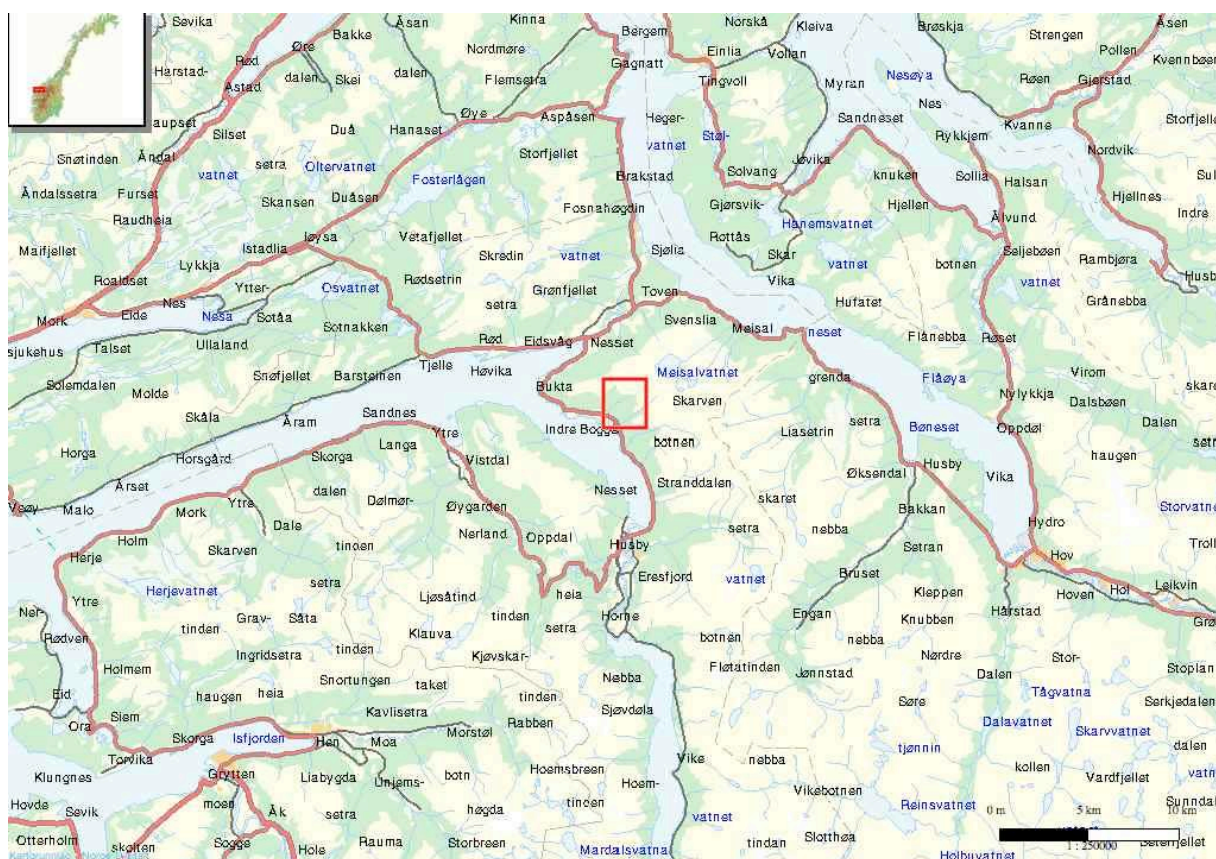 Sevika
Åsan
Kinna
Norskå
Kleiva
Brøskja
Åsen
Bakke
Øre
Bergem
Einlia
Vollan
Strengen
Pollen
Nordmøre
Rød
dalen
Skei
dalen
Flemsetra
Gagnatt
Tingvoll
Myran
Nesøya
Røen
Gjerstad
Kvennbøen
Harstad-
Astad
Øye
Aspåsen
Heger-
Sandneset
Nes
Kvanne
Storfjellet
aupset
Silset
Duå
Hanaset
vatnet
Støl-
Rykkjem
Nordvik
Snøtinden
Åndal
setra
Oltervatnet
Storfjellet
Solvang
Jøvika
Åndalssetra
Furset
vatnet
Skansen
Duåsen
Fosterlågen
Brakstad
knuken
Sollia
Halsan
Hjellnes
Raudheia
Fosnahøgdin
Gjørsvik-
Hjellen
Indre
Maifjellet
Istadlia
Iøysa
Vetafjellet
Rottås
Hanemsvatnet
Ålvund
Lykkja
Skredin
vatnet
Sjølia
Skar
vatnet
botnen
Seljebøen
Rambjøra
Husby
Roaldset
Ytter-
Osvatnet
Rødsetrin
Grønfjellet
Vika
vatnet
Eide
Nes
setra
Toven
Hufatet
Grånebba
Mork
Nesa
Sotåa
Sotnakken
Svenslia
Meisal
neset
Flånebba
Røset
sjukehus
Talset
Ullaland
Rød
Eidsvåg
Nesset
Solemdalen
Snøfjellet
Barsteinen
Tjelle
Høvika
Bukta
Meisalvatnet
grenda
Flåøya
Virom
skaret
Molde
Skarven
Nylykkja
Dalsbøen
Skåla
Åram
Sandnes
setra
Oppdøl
Dalen
Horga
Langa
Ytre
Indre Bogge
botnen
Liasetrin
Bøneset
haugen
Horsgård
Skorga
Vistdal
Øksendal
Husby
Vika
Årset
dalen
Dølmør-
Nesset
Stranddalen
skaret
Veøy
Malo
Mork
Ytre
Øygarden
Bakkan
Storvatnet
Holm
Dale
tinden
Nerland
Oppdal
setra
nebba
Hydro
Herje
Skarven
Husby
Setran
Hov
Eresfjord
vatnet
Bruset
Leikvin
Herjevatnet
setra
Ljøsåtind
heia
Kleppen
Hoven
Hol
Ytre
Grav-
Såta
tinden
setra
Horne
Engan
Knubben
Hårstad
tinden
Klauva
botnen
nebba
Rødven
Ingridsetra
tinden
Kjøvskar-
Fløtatinden
Nørdre
Stor-
Holmem
Snortungen
Nebba
Jønnstad
Dalen
Stoplan
haugen
heia
taket
tinden
Søre
Tågvatna
Serkjedalen
Eid
Siem
Kavlisetra
Rabben
Sjøvdøla
Dalavatnet
Ora
Skorga
Isfjorden
Hen
Moa
Morstøl
tjønnin
Skarvvatnet
dalen
Torvika
Vike
nebba
kollen
Klungnes
Grytten
Liabygda
Unjems-
botn
Hoemsbreen
Hoem-
Vardfjellet
Hovde
Søvik
moen
setra
høgda
tinden
Vikebotnen
Reinsvatnet
0 m
5 km
10 km
Åk
vatnet
Otterholm
skolten
Sogge
Hole
Rauma
Storbreen
Mardalsvatna
tindan
Slotthøa
1 : 250000